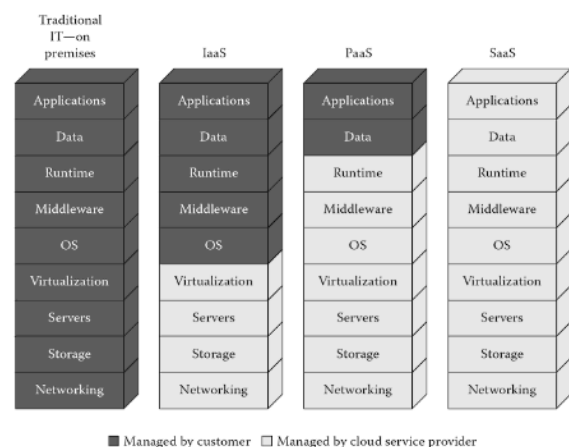 Traditional
IT—on
premises
IaaS
PaaS
SaaS
Applications
Applications
Applications
Applications
Data
Data
Data
Data
Runtime
Runtime
Runtime
Runtime
Middleware
Middleware
Middleware
Middleware
OS
OS
OS
OS
Virtualization
Virtualization
Virtualization
Virtualization
Servers
Servers
Servers
Servers
Storage
Storage
Storage
Storage
Networking
Networking
Networking
Networking
Managed by customer
Managed by cloud service provider